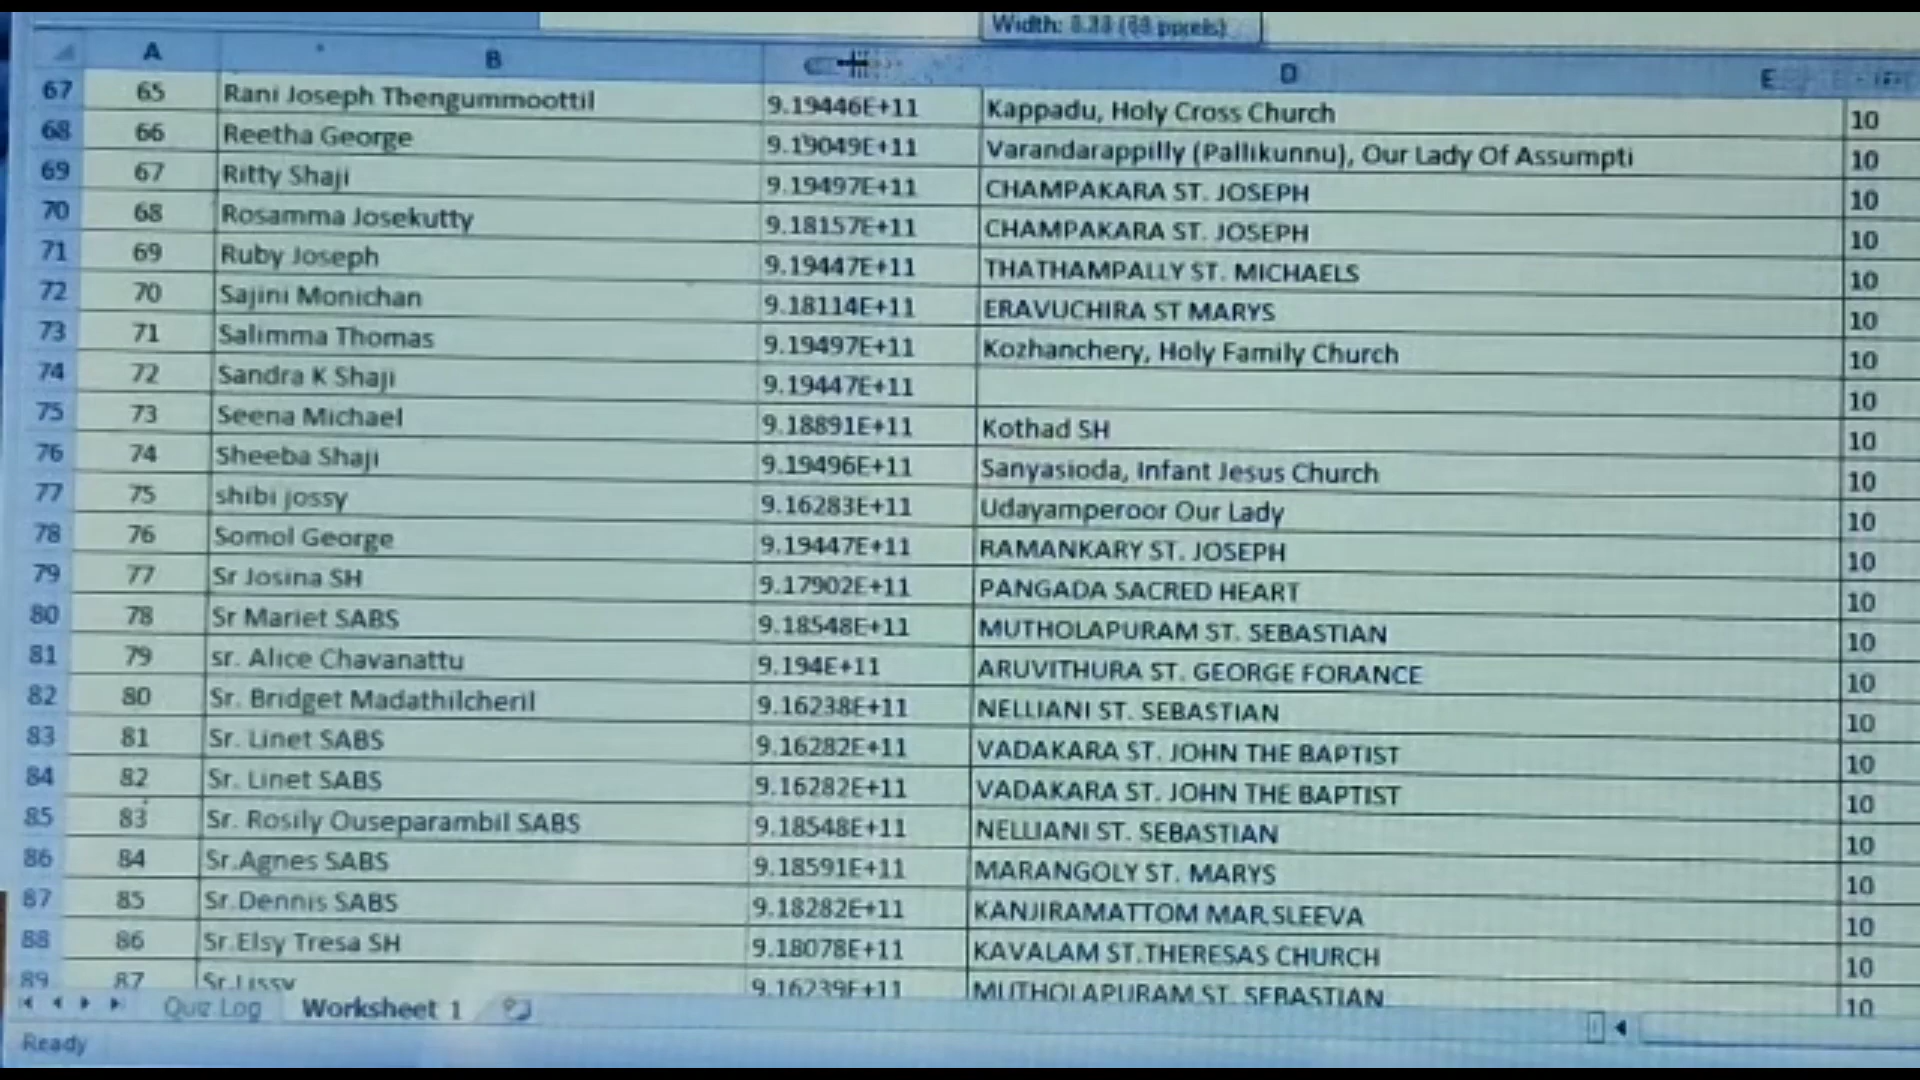 Width: 8.38 (63 pixels)
A B D E
67 65 Rani Joseph Thengummoottil 9.19446E+11 Kappadu, Holy Cross Church 10
68 66 Reetha George 9.19049E+11 Varandarappilly (Pallikunnu), Our Lady Of Assumpti 10
69 67 Ritty Shaji 9.19497E+11 CHAMPAKARA ST. JOSEPH 10
70 68 Rosamma Josekutty 9.18157E+11 CHAMPAKARA ST. JOSEPH 10
71 69 Ruby Joseph 9.19447E+11 THATHAMPALLY ST. MICHAELS 10
72 70 Sajini Monichan 9.18114E+11 ERAVUCHIRA ST MARYS 10
73 71 Salimma Thomas 9.19497E+11 Kozhanchery, Holy Family Church 10
74 72 Sandra K Shaji 9.19447E+11 10
75 73 Seena Michael 9.18891E+11 Kothad SH 10
76 74 Sheeba Shaji 9.19496E+11 Sanyasioda, Infant Jesus Church 10
77 75 shibi jossy 9.16283E+11 Udayamperoor Our Lady 10
78 76 Somol George 9.19447E+11 RAMANKARY ST. JOSEPH 10
79 77 Sr Josina SH 9.17902E+11 PANGADA SACRED HEART 10
80 78 Sr Mariet SABS 9.18548E+11 MUTHOLAPURAM ST. SEBASTIAN 10
81 79 sr. Alice Chavanattu 9.194E+11 ARUVITHURA ST. GEORGE FORANCE 10
82 80 Sr. Bridget Madathilcheril 9.16238E+11 NELLIANI ST. SEBASTIAN 10
83 81 Sr. Linet SABS 9.16282E+11 VADAKARA ST. JOHN THE BAPTIST 10
84 82 Sr. Linet SABS 9.16282E+11 VADAKARA ST. JOHN THE BAPTIST 10
85 83 Sr. Rosily Ouseparambil SABS 9.18548E+11 NELLIANI ST. SEBASTIAN 10
86 84 Sr.Agnes SABS 9.18591E+11 MARANGOLY ST. MARYS 10
87 85 Sr.Dennis SABS 9.18282E+11 KANJIRAMATTOM MAR SLEEVA 10
88 86 Sr.Elsy Tresa SH 9.18078E+11 KAVALAM ST.THERESAS CHURCH 10
89 87 Sr.Lissy 9.16239E+11 MUTHOLAPURAM ST. SEBASTIAN 10
Quiz Log Worksheet 1
Ready